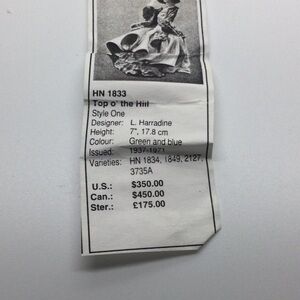 HN 1833
Top o' the Hill
Style One
Designer: L. Harradine
Height: 7", 17.8 cm
Colour: Green and blue
Issued: 1937-1971
Varieties: HN 1834, 1849, 2127,
3735A
U.S.: $350.00
Can.: $450.00
Ster.: £175.00